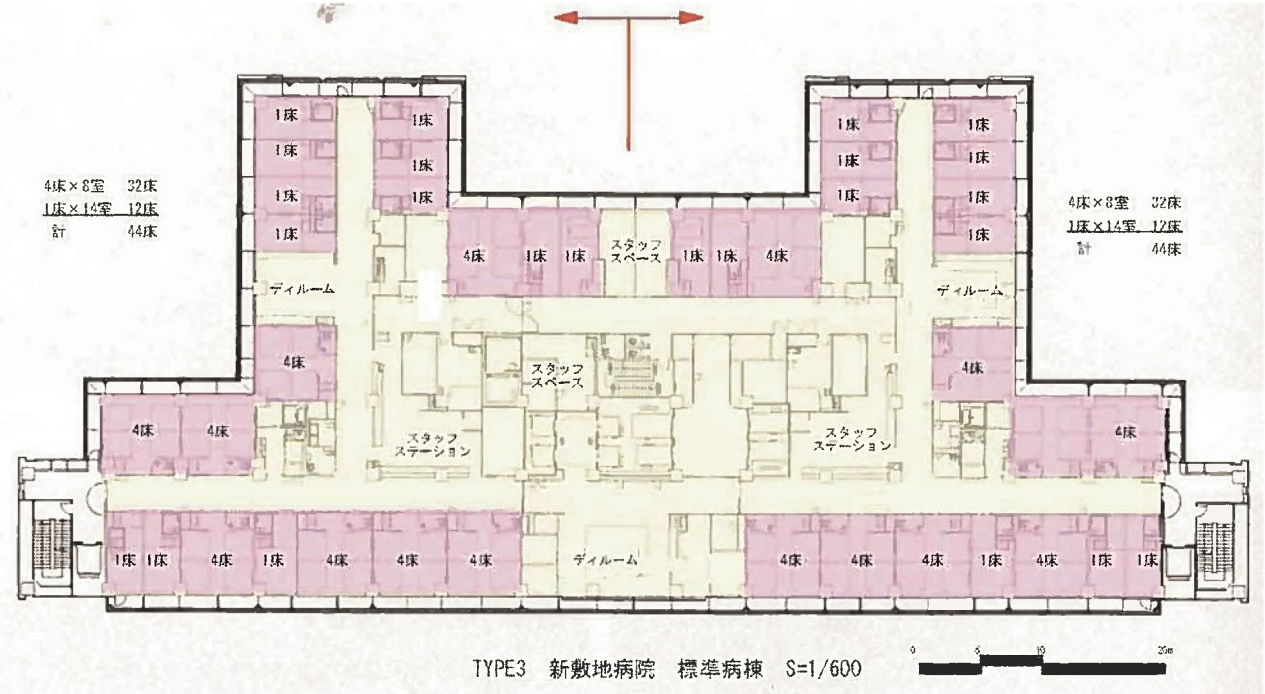 1床 1床 1床 1床
1床 1床 1床 1床
4床×8室 32床
1床×14室 12床
計 44床
4床×8室 32床
1床×14室 12床
計 44床
1床 1床 1床 1床
1床 1床
4床 1床 1床 スタッフ
スペース 1床 1床 4床
ディルーム ディルーム
4床 4床
スタッフ
スペース
4床 4床 4床
スタッフ
ステーション
スタッフ
ステーション
1床 1床 4床 1床 4床 4床 4床 ディルーム 4床 4床 4床 1床 4床 1床 1床
TYPE3 新敷地病院 標準病棟 S=1/600
0 5 10 20m